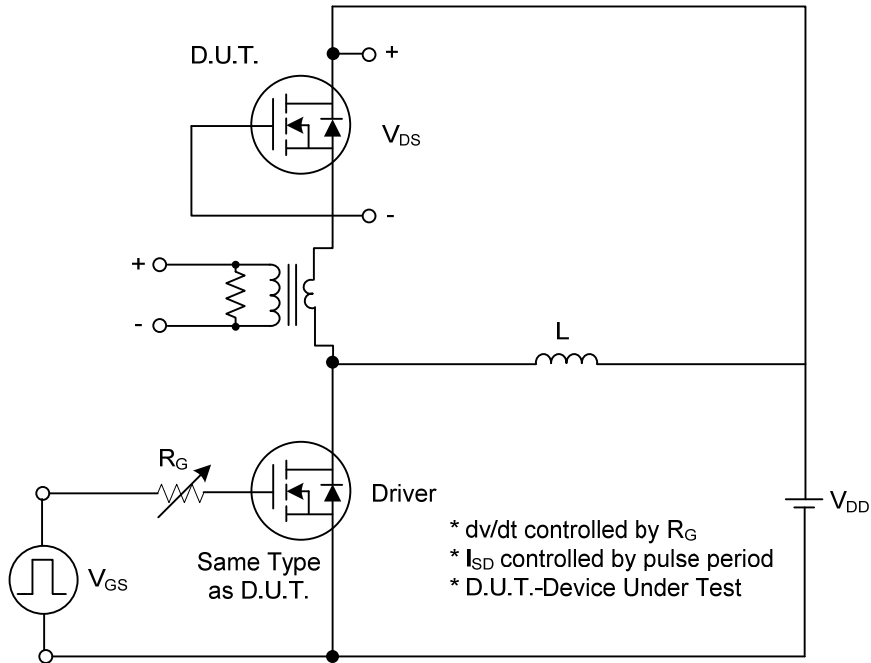 D.U.T.
+
VDS
-
+
-
L
RG
Driver
VDD
VGS
Same Type
as D.U.T.
* dv/dt controlled by RG
* ISD controlled by pulse period
* D.U.T.-Device Under Test